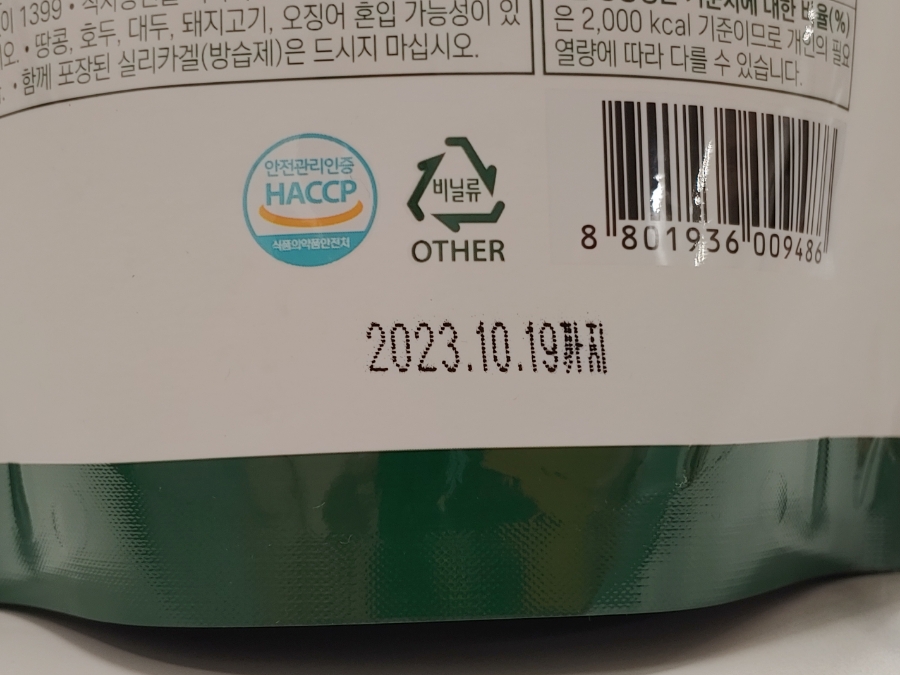 이 1399 •
오. • 땅콩, 호두, 대두, 돼지고기, 오징어 혼입 가능성이 있
• 함께 포장된 실리카겔(방습제)은 드시지 마십시오.
대한 비율(%)
은 2,000 kcal 기준이므로 개인의 필요
열량에 따라 다를 수 있습니다.
안전관리인증
HACCP
식품의약품안전처
비닐류
OTHER
8 801936 009486
2023.10.19까지